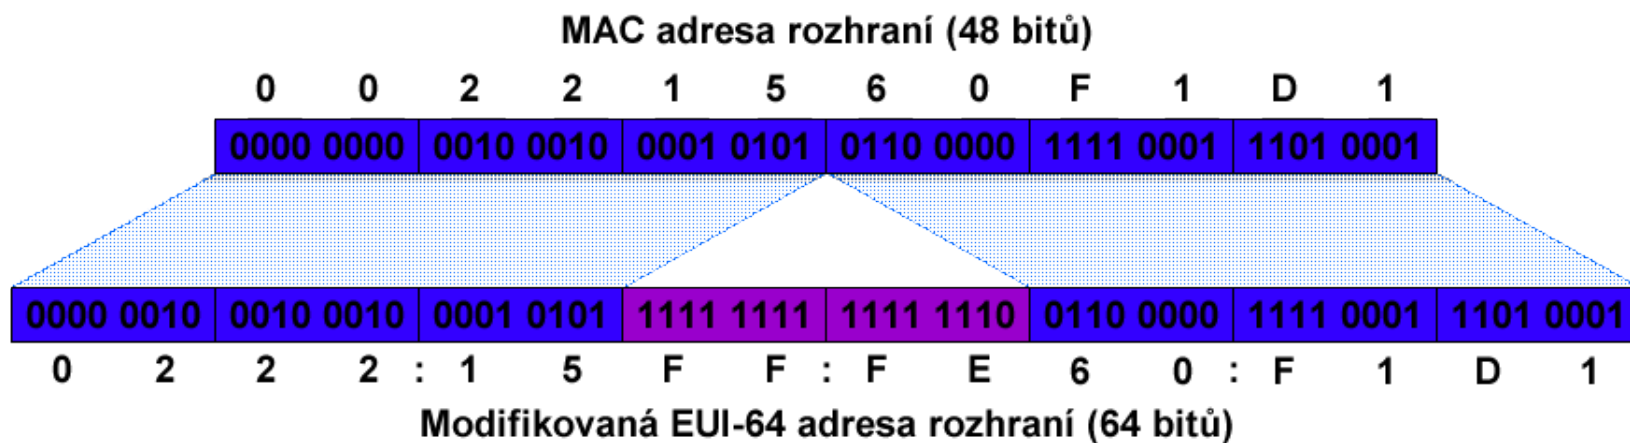 MAC adresa rozhraní (48 bitů)
0 0 2 2 1 5 6 0 F 1 D 1
0000 0000 0010 0010 0001 0101 0110 0000 1111 0001 1101 0001
0000 0010 0010 0010 0001 0101 1111 1111 1111 1110 0110 0000 1111 0001 1101 0001
0 2 2 2 : 1 5 F F : F E 6 0 : F 1 D 1
Modifikovaná EUI-64 adresa rozhraní (64 bitů)